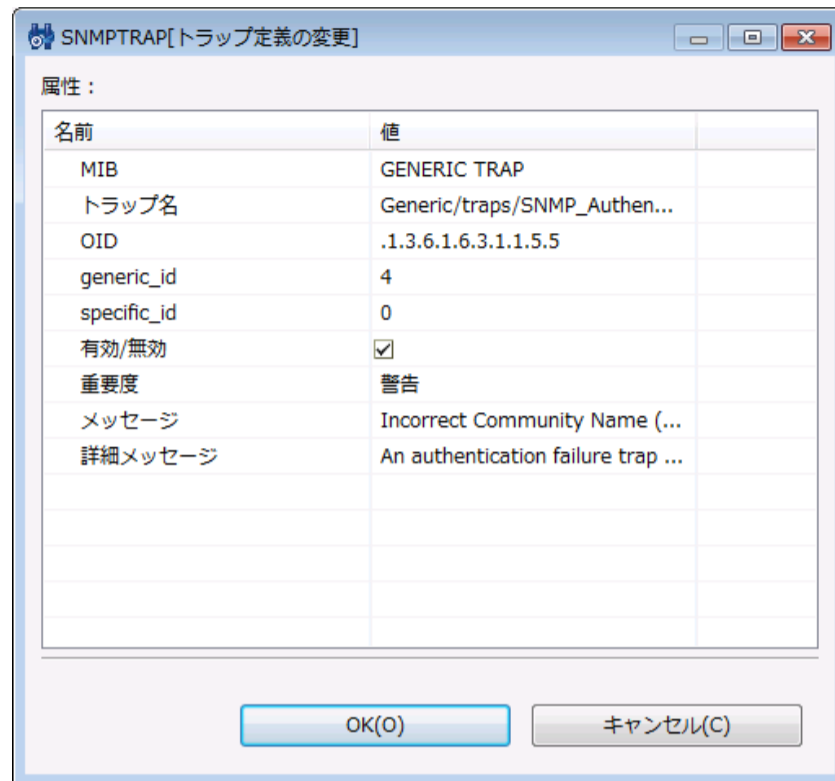 SNMPTRAP[トラップ定義の変更]
属性：
名前 値
MIB GENERIC TRAP
トラップ名 Generic/traps/SNMP_Authen...
OID .1.3.6.1.6.3.1.1.5.5
generic_id 4
specific_id 0
有効/無効
重要度 警告
メッセージ Incorrect Community Name (...
詳細メッセージ An authentication failure trap ...
OK(O) キャンセル(C)